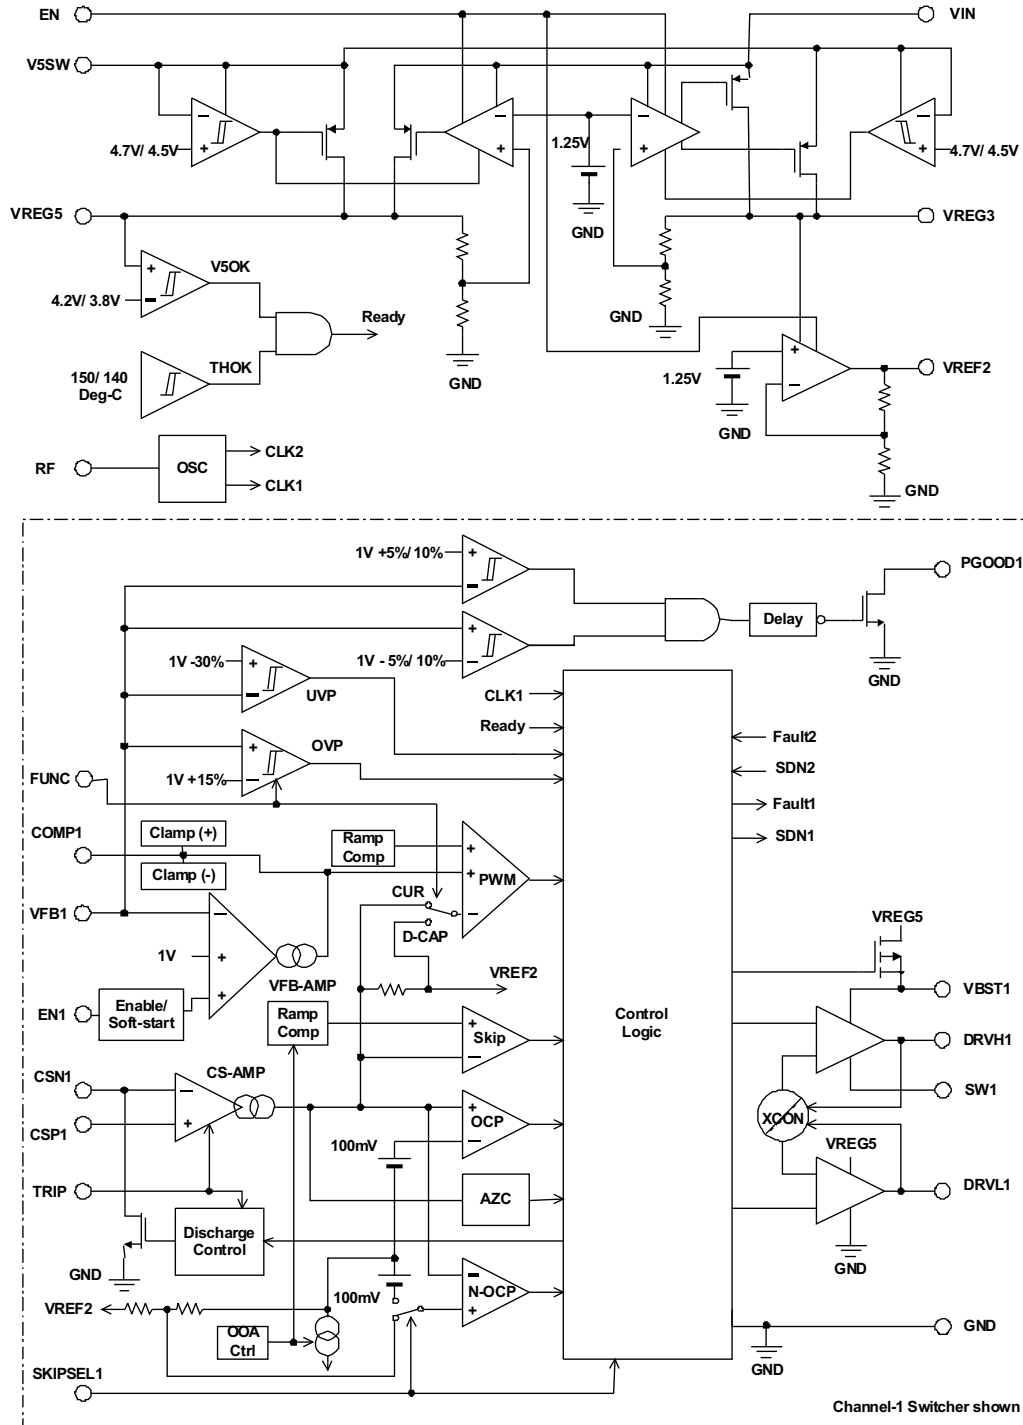 EN
VIN
V5SW
4.7V/ 4.5V
1.25V
GND
4.7V/ 4.5V
VREG5
VREG3
V5OK
4.2V/ 3.8V
Ready
THOK
150/ 140
Deg-C
GND
GND
1.25V
GND
VREF2
GND
RF
OSC
CLK2
CLK1
1V +5%/ 10%
PGOOD1
Delay
GND
1V - 5%/ 10%
1V -30%
UVP
CLK1
Ready
OVP
1V +15%
FUNC
Fault2
SDN2
Fault1
SDN1
COMP1
Clamp (+)
Clamp (-)
Ramp
Comp
PWM
CUR
D-CAP
VFB1
1V
VFB-AMP
VREF2
VREG5
EN1
Enable/
Soft-start
Ramp
Comp
Skip
Control
Logic
VBST1
DRVH1
SW1
CSN1
CS-AMP
CSP1
OCP
100mV
XCON
VREG5
TRIP
AZC
DRVL1
Discharge
Control
GND
GND
100mV
N-OCP
VREF2
OOA
Ctrl
GND
GND
SKIPSEL1
Channel-1 Switcher shown